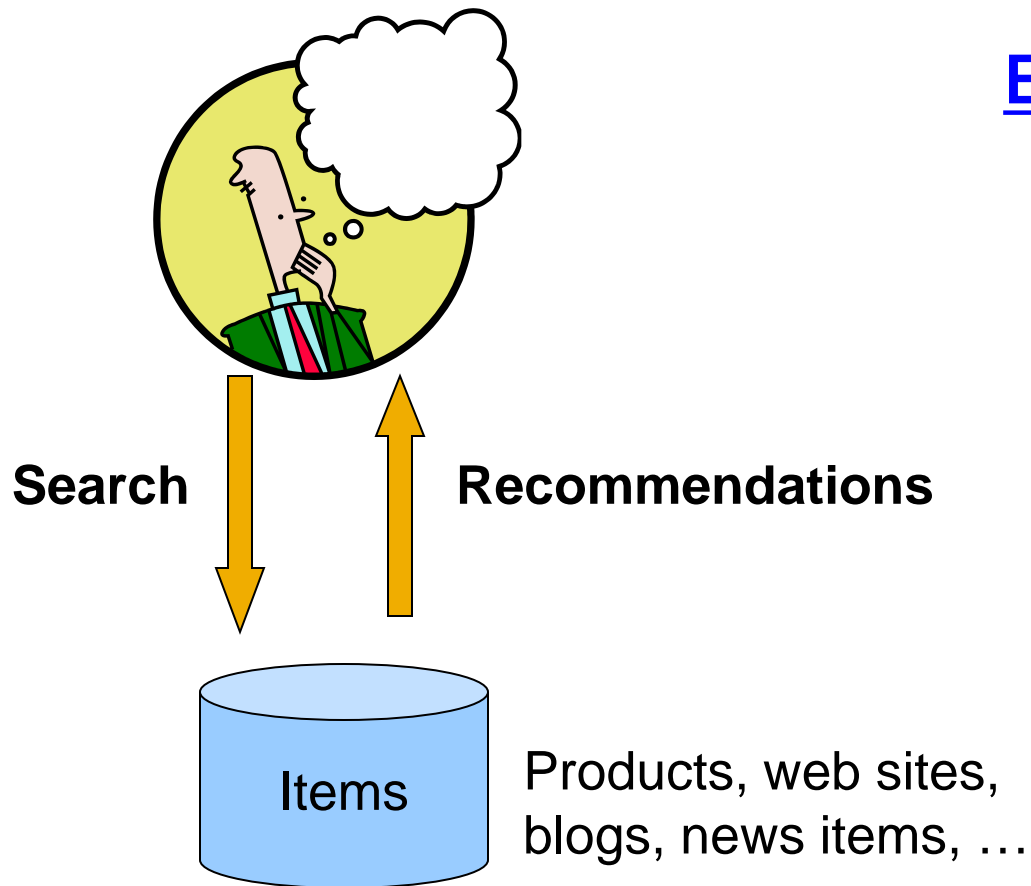 E
Search
Recommendations
Items
Products, web sites,
blogs, news items, …